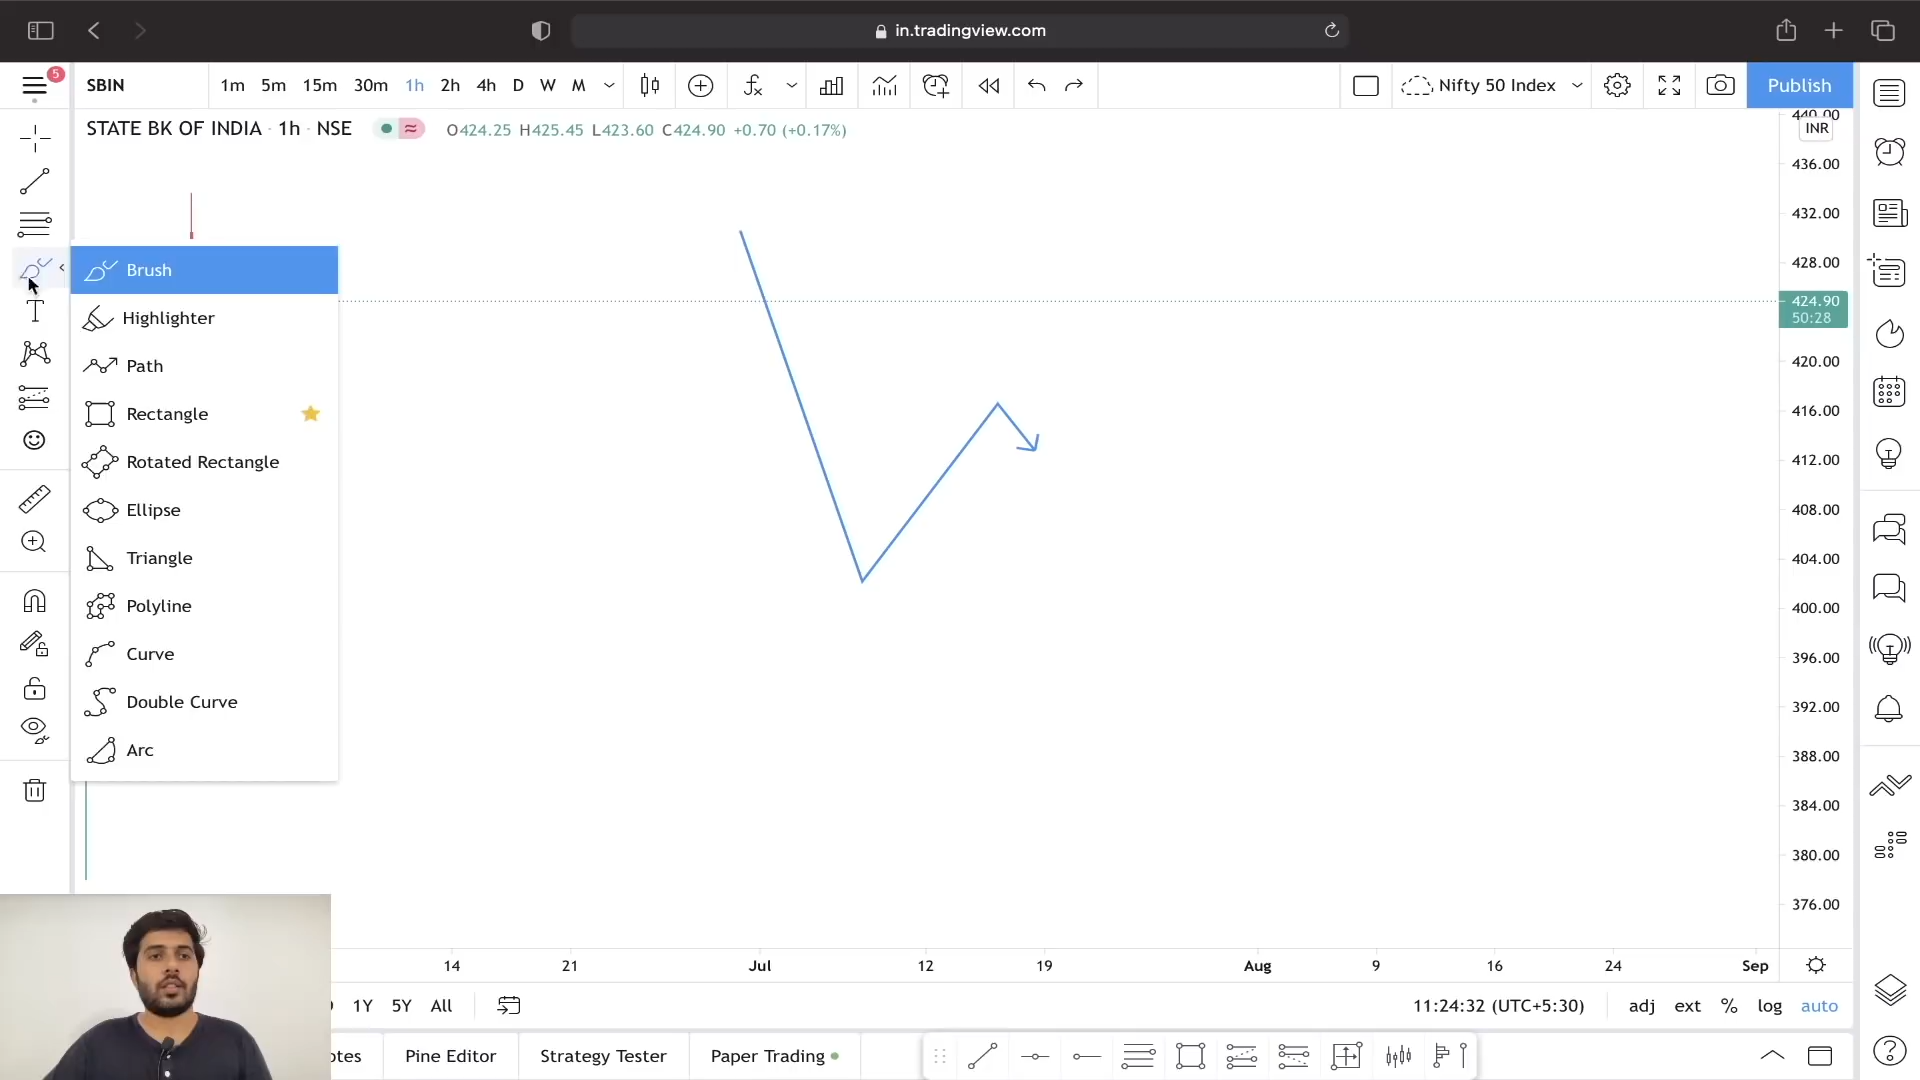 in.tradingview.com
5
SBIN
1m 5m 15m 30m 1h 2h 4h D W M
Nifty 50 Index
Publish
STATE BK OF INDIA · 1h · NSE
O424.25 H425.45 L423.60 C424.90 +0.70 (+0.17%)
440.00
INR
436.00
432.00
428.00
424.90
50:28
420.00
416.00
412.00
408.00
404.00
400.00
396.00
392.00
388.00
384.00
380.00
376.00
Brush
Highlighter
Path
Rectangle
Rotated Rectangle
Ellipse
Triangle
Polyline
Curve
Double Curve
Arc
14 21 Jul 12 19 Aug 9 16 24 Sep
1Y 5Y All
11:24:32 (UTC+5:30) adj ext % log auto
Pine Editor Strategy Tester Paper Trading